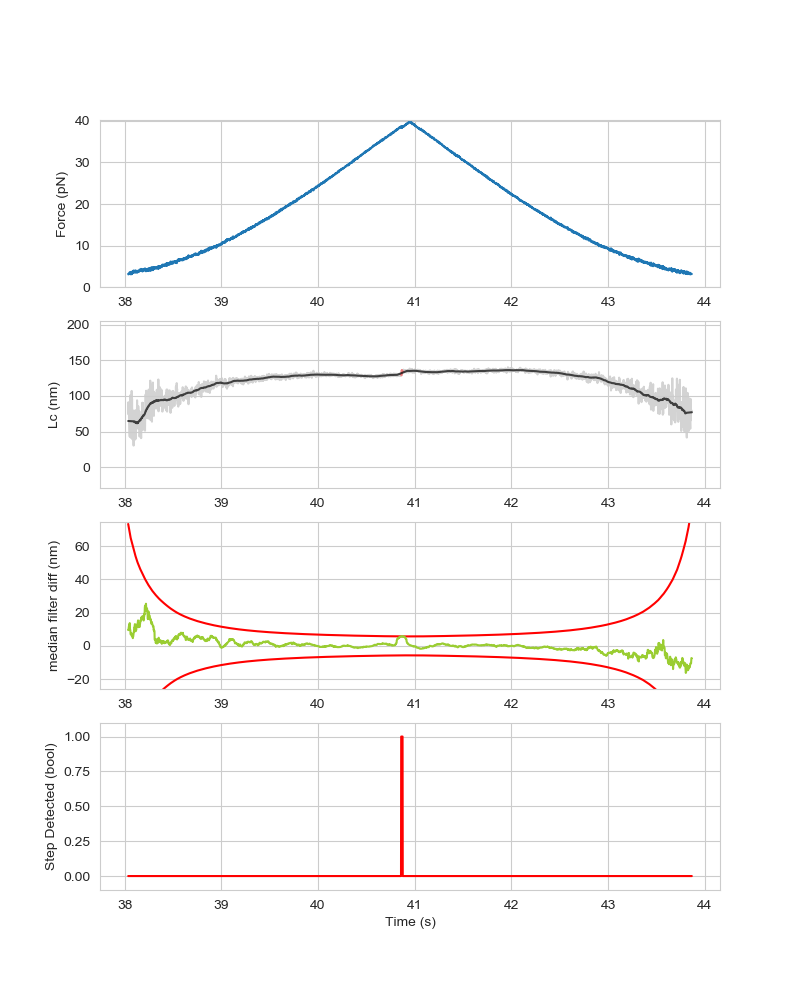 Force (pN)
40
30
20
10
0
38 39 40 41 42 43 44
Lc (nm)
200
150
100
50
0
38 39 40 41 42 43 44
median filter diff (nm)
60
40
20
0
−20
38 39 40 41 42 43 44
Step Detected (bool)
1.00
0.75
0.50
0.25
0.00
38 39 40 41 42 43 44
Time (s)